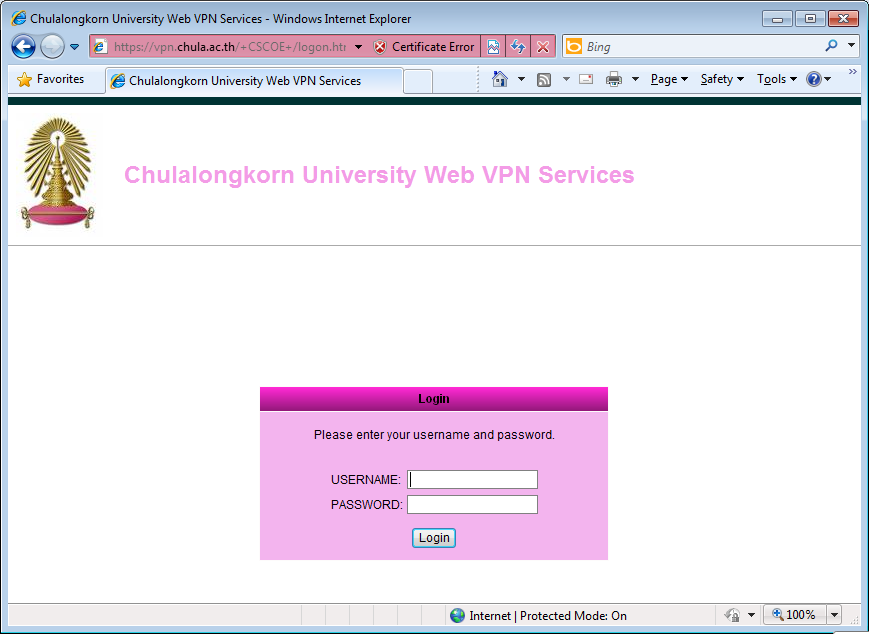 Chulalongkorn University Web VPN Services - Windows Internet Explorer
https://vpn.chula.ac.th/+CSCOE+/logon.htm Certificate Error Bing
Favorites Chulalongkorn University Web VPN Services Page Safety Tools »
Chulalongkorn University Web VPN Services
Login
Please enter your username and password.
USERNAME:
PASSWORD:
Login
Internet | Protected Mode: On 100%